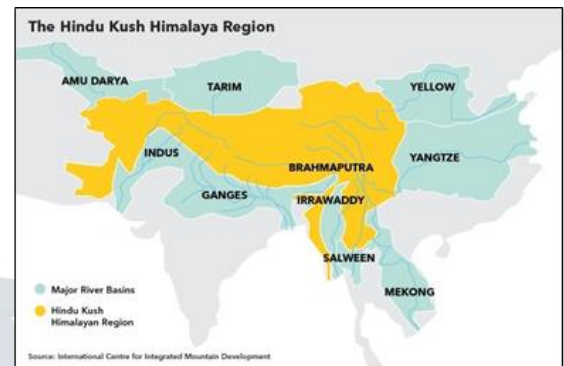 The Hindu Kush Himalaya Region
AMU DARYA
TARIM
YELLOW
INDUS
BRAHMAPUTRA
YANGTZE
GANGES
IRRAWADDY
SALWEEN
MEKONG
Major River Basins
Hindu Kush
Himalayan Region
Source: International Centre for Integrated Mountain Development